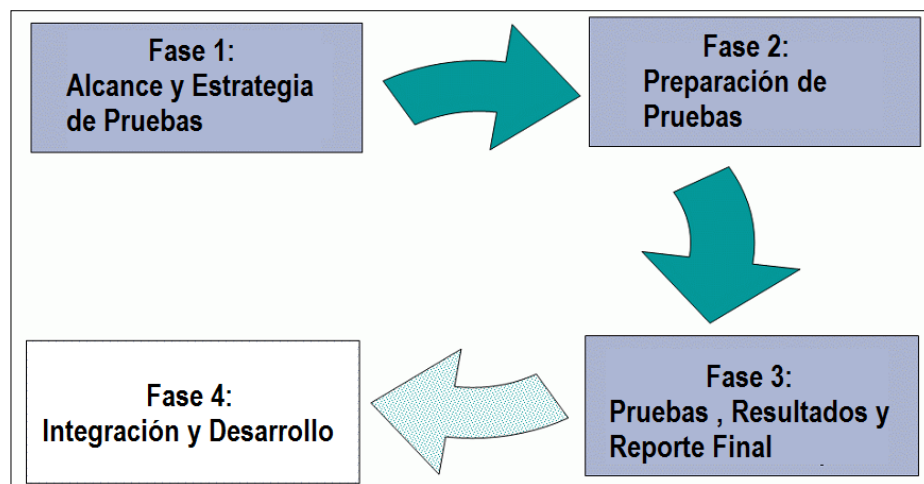 Fase 1:
Alcance y Estrategia
de Pruebas
Fase 2:
Preparación de
Pruebas
Fase 3:
Pruebas , Resultados y
Reporte Final
Fase 4:
Integración y Desarrollo